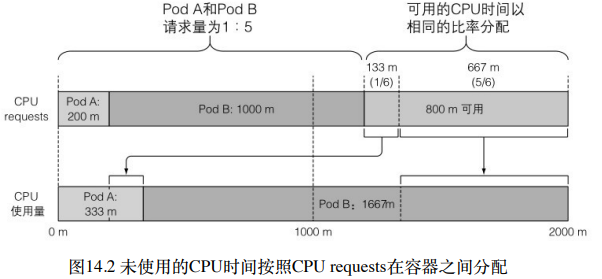 Pod A和Pod B
请求量为1∶5
可用的CPU时间以
相同的比率分配
133 m
(1/6)
667 m
(5/6)
CPU
requests
Pod A:
200 m
Pod B: 1000 m
800 m 可用
CPU
使用量
Pod A:
333 m
Pod B：1667m
0 m
1000 m
2000 m
图14.2 未使用的CPU时间按照CPU requests在容器之间分配